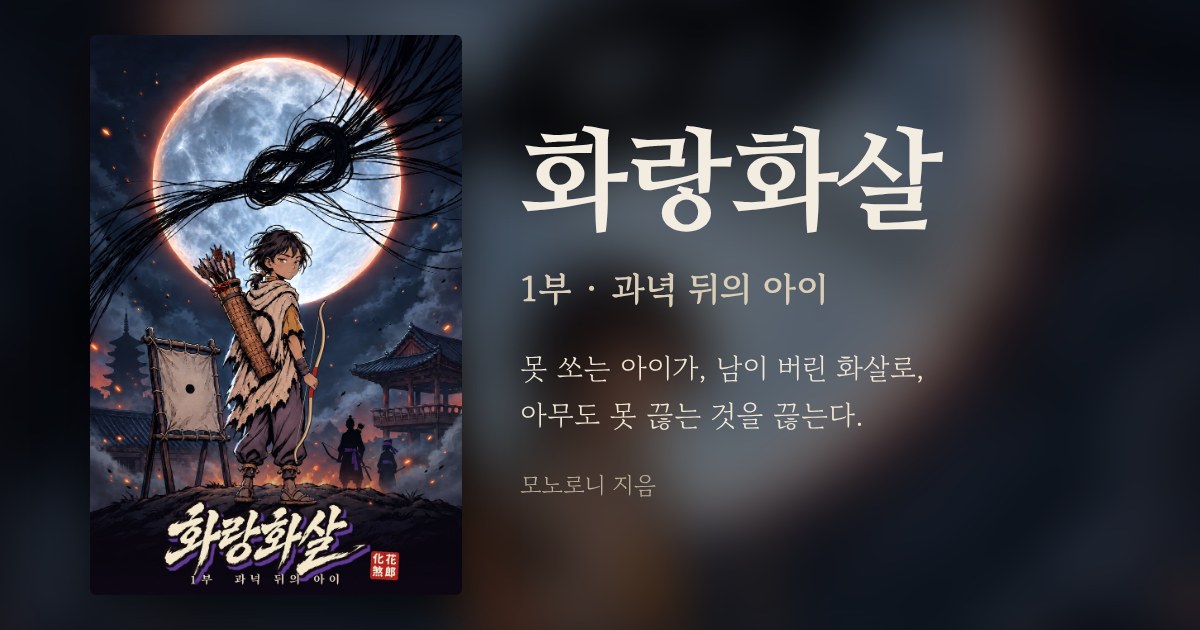 화랑화살
1부 과녁 뒤의 아이
花郎
化煞
화랑화살
1부 · 과녁 뒤의 아이
못 쏘는 아이가, 남이 버린 화살로,
아무도 못 끊는 것을 끊는다.
모노로니 지음